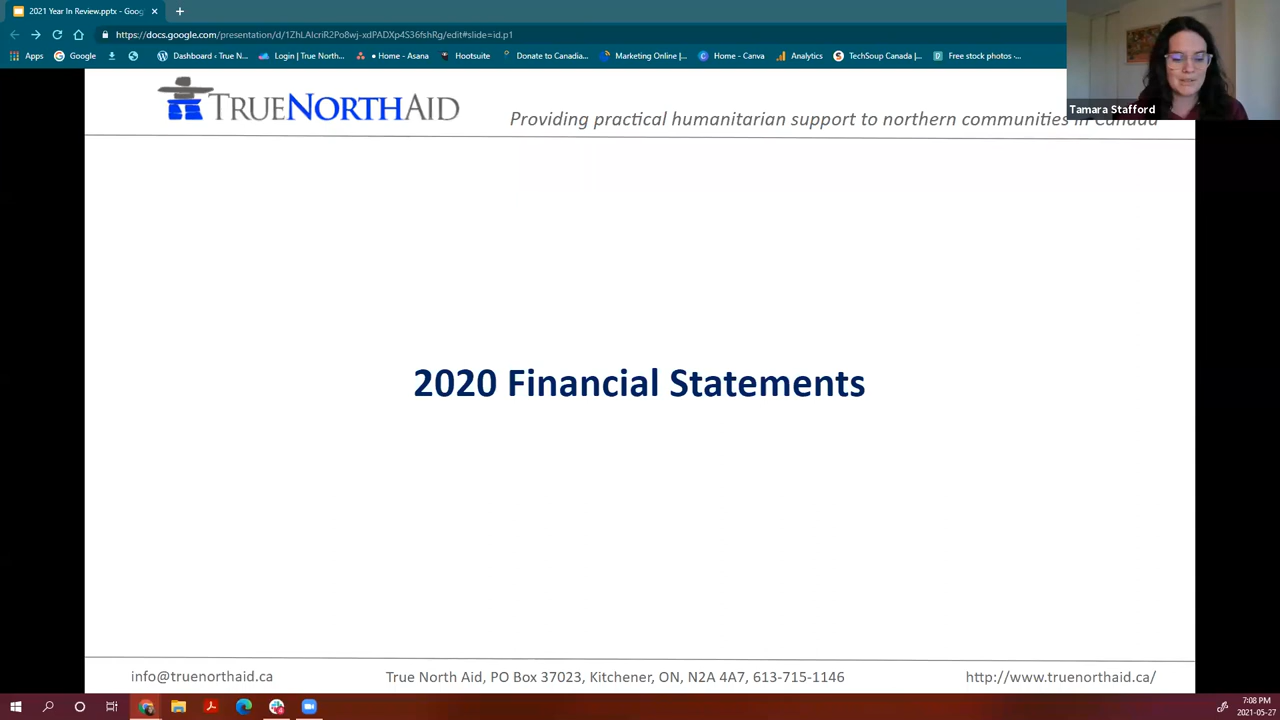 2021 Year In Review.pptx - Goog
https://docs.google.com/presentation/d/1ZhLAlcriR2Po8wj-xdPADXp4S36fshRg/edit#slide=id.p1
Apps Google Dashboard ‹ True N... Login | True North... • Home - Asana Hootsuite Donate to Canadia... Marketing Online |... Home - Canva Analytics TechSoup Canada |... Free stock photos -...
Tamara Stafford
TRUENORTHAID
Providing practical humanitarian support to northern communities in Canada
2020 Financial Statements
info@truenorthaid.ca True North Aid, PO Box 37023, Kitchener, ON, N2A 4A7, 613-715-1146 http://www.truenorthaid.ca/
7:08 PM
2021-05-27